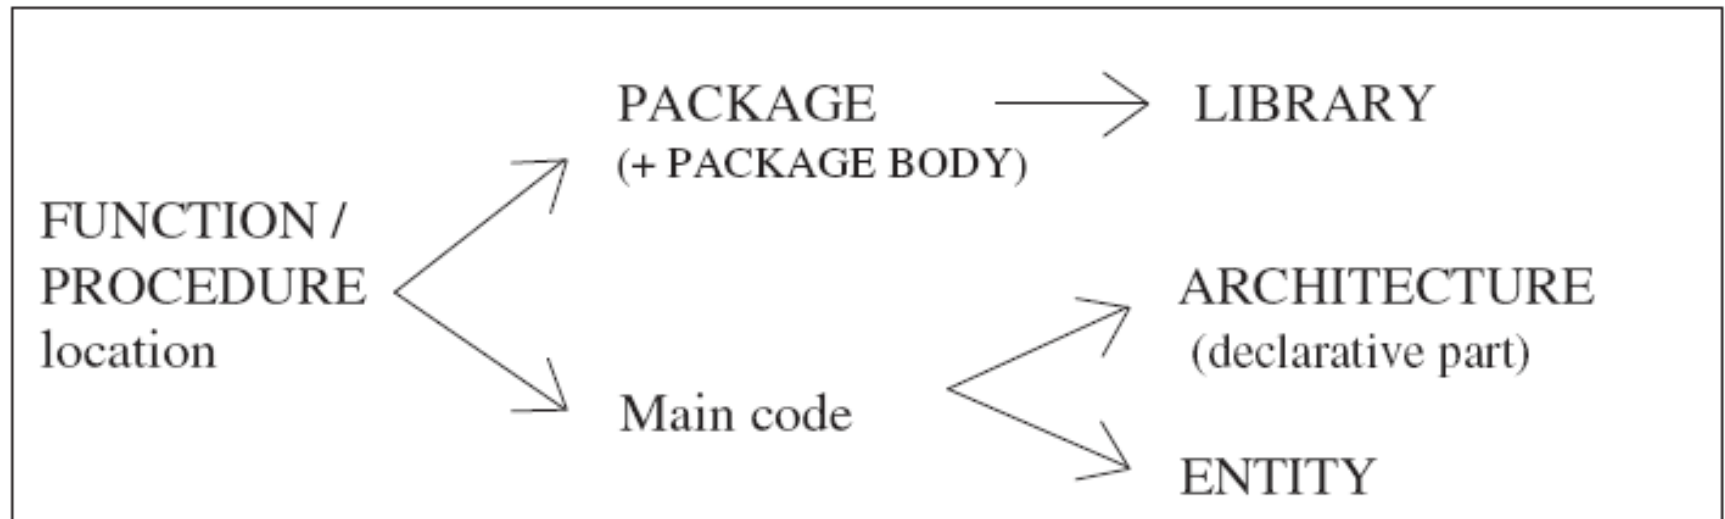 FUNCTION /
PROCEDURE
location
PACKAGE
(+ PACKAGE BODY)
LIBRARY
Main code
ARCHITECTURE
(declarative part)
ENTITY